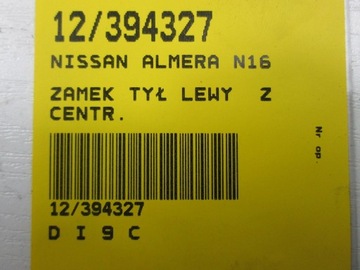 12/394327
NISSAN ALMERA N16
ZAMEK TYŁ LEWY Z
CENTR.
Nr op.
12/394327
D I 9 C